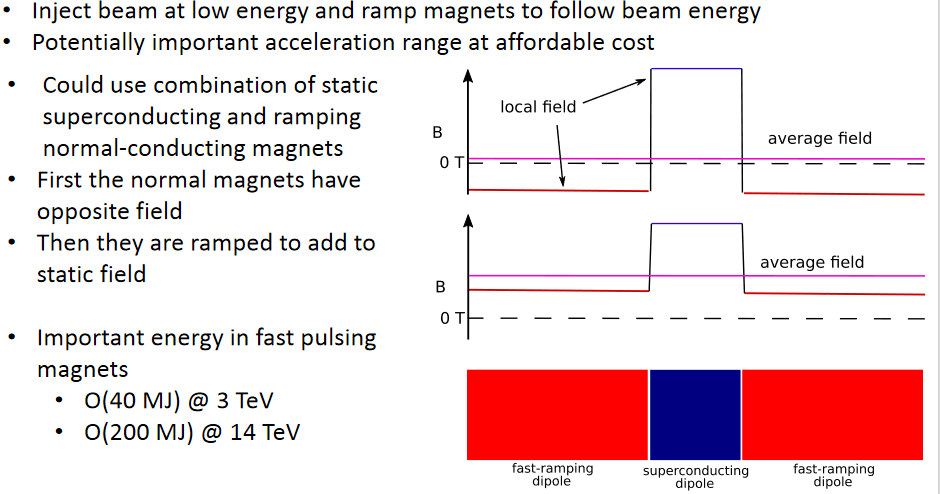 • Inject beam at low energy and ramp magnets to follow beam energy
• Potentially important acceleration range at affordable cost
• Could use combination of static
superconducting and ramping
normal-conducting magnets
• First the normal magnets have
opposite field
• Then they are ramped to add to
static field
• Important energy in fast pulsing
magnets
• O(40 MJ) @ 3 TeV
• O(200 MJ) @ 14 TeV
local field
B
average field
0 T
average field
B
0 T
fast-ramping
dipole
superconducting
dipole
fast-ramping
dipole